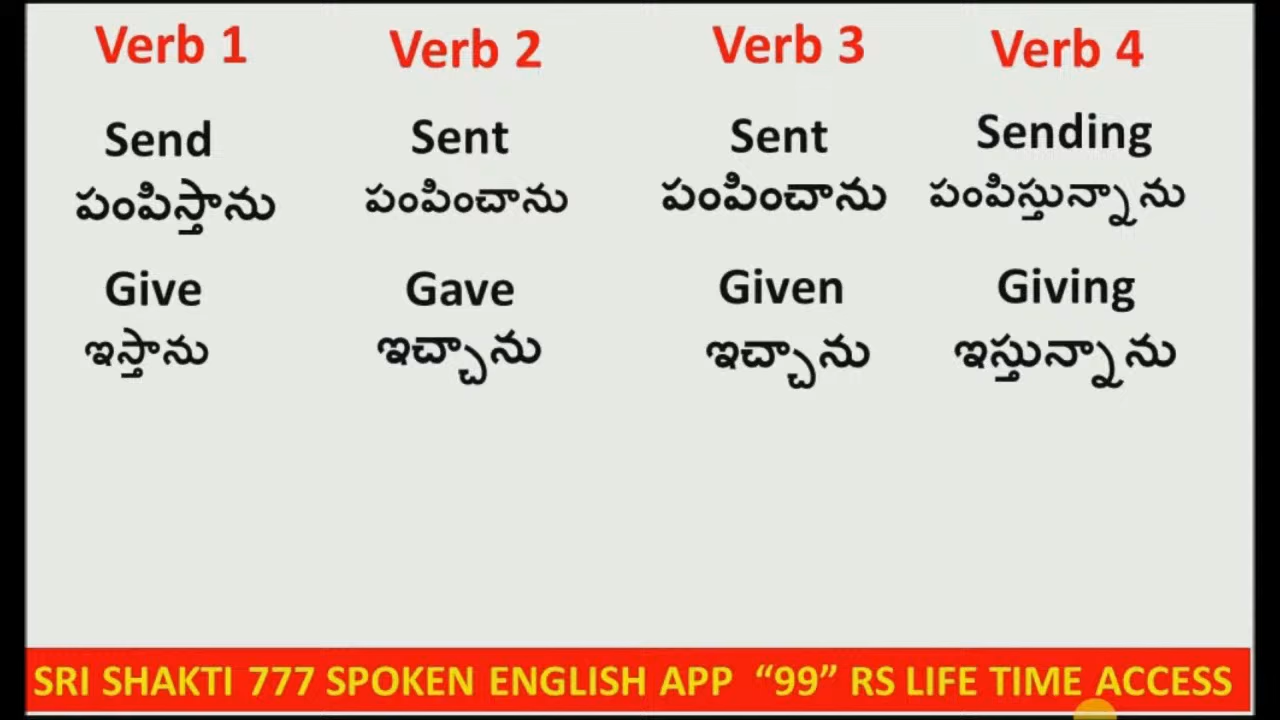 Verb 1 Verb 2 Verb 3 Verb 4
Send Sent Sent Sending
పంపిస్తాను పంపించాను పంపించాను పంపిస్తున్నాను
Give Gave Given Giving
ఇస్తాను ఇచ్చాను ఇచ్చాను ఇస్తున్నాను
SRI SHAKTI 777 SPOKEN ENGLISH APP “99” RS LIFE TIME ACCESS